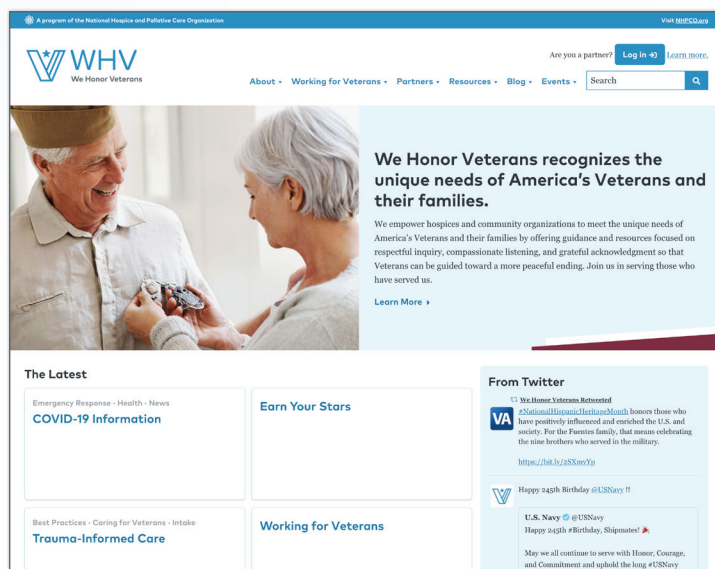 A program of the National Hospice and Palliative Care Organization
Visit NHPCO.org
WHV
We Honor Veterans
Are you a partner?
Log in
Learn more.
About
Working for Veterans
Partners
Resources
Blog
Events
Search
We Honor Veterans recognizes the
unique needs of America's Veterans and
their families.
We empower hospices and community organizations to meet the unique needs of
America's Veterans and their families by offering guidance and resources focused on
respectful inquiry, compassionate listening, and grateful acknowledgment so that
Veterans can be guided toward a more peaceful ending. Join us in serving those who
have served us.
Learn More
The Latest
Emergency Response · Health · News
COVID-19 Information
Earn Your Stars
Best Practices · Caring for Veterans · Intake
Trauma-Informed Care
Working for Veterans
From Twitter
We Honor Veterans Retweeted
VA
#NationalHispanicHeritageMonth honors those who
have positively influenced and enriched the U.S. and
society. For the Fuentes family, that means celebrating
the nine brothers who served in the military.
https://bit.ly/2SXmvYp
Happy 245th Birthday @USNavy !!
U.S. Navy @USNavy
Happy 245th #Birthday, Shipmates! 🎉
May we all continue to serve with Honor, Courage,
and Commitment and uphold the long #USNavy